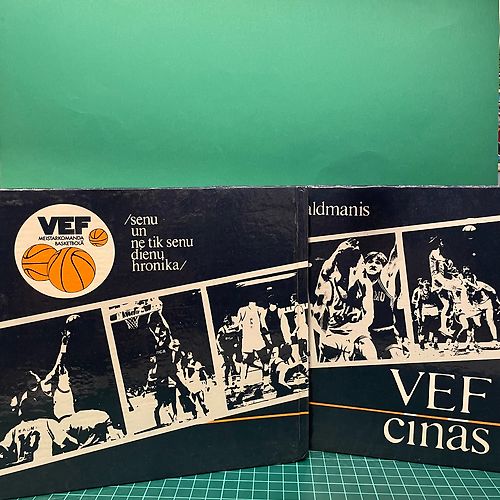 VEF
MEISTARKOMANDA
BASKETBOLĀ
/senu
un
ne tik senu
dienu
hronika/
aldmanis
VEF
cīņas